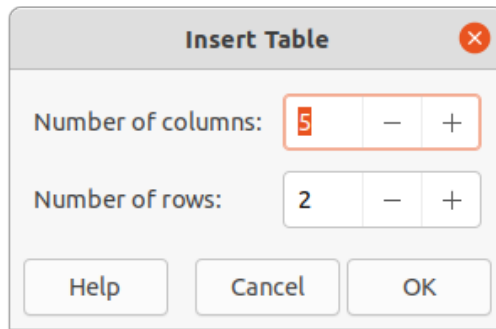 Insert Table
Number of columns: 5 − +
Number of rows: 2 − +
Help Cancel OK